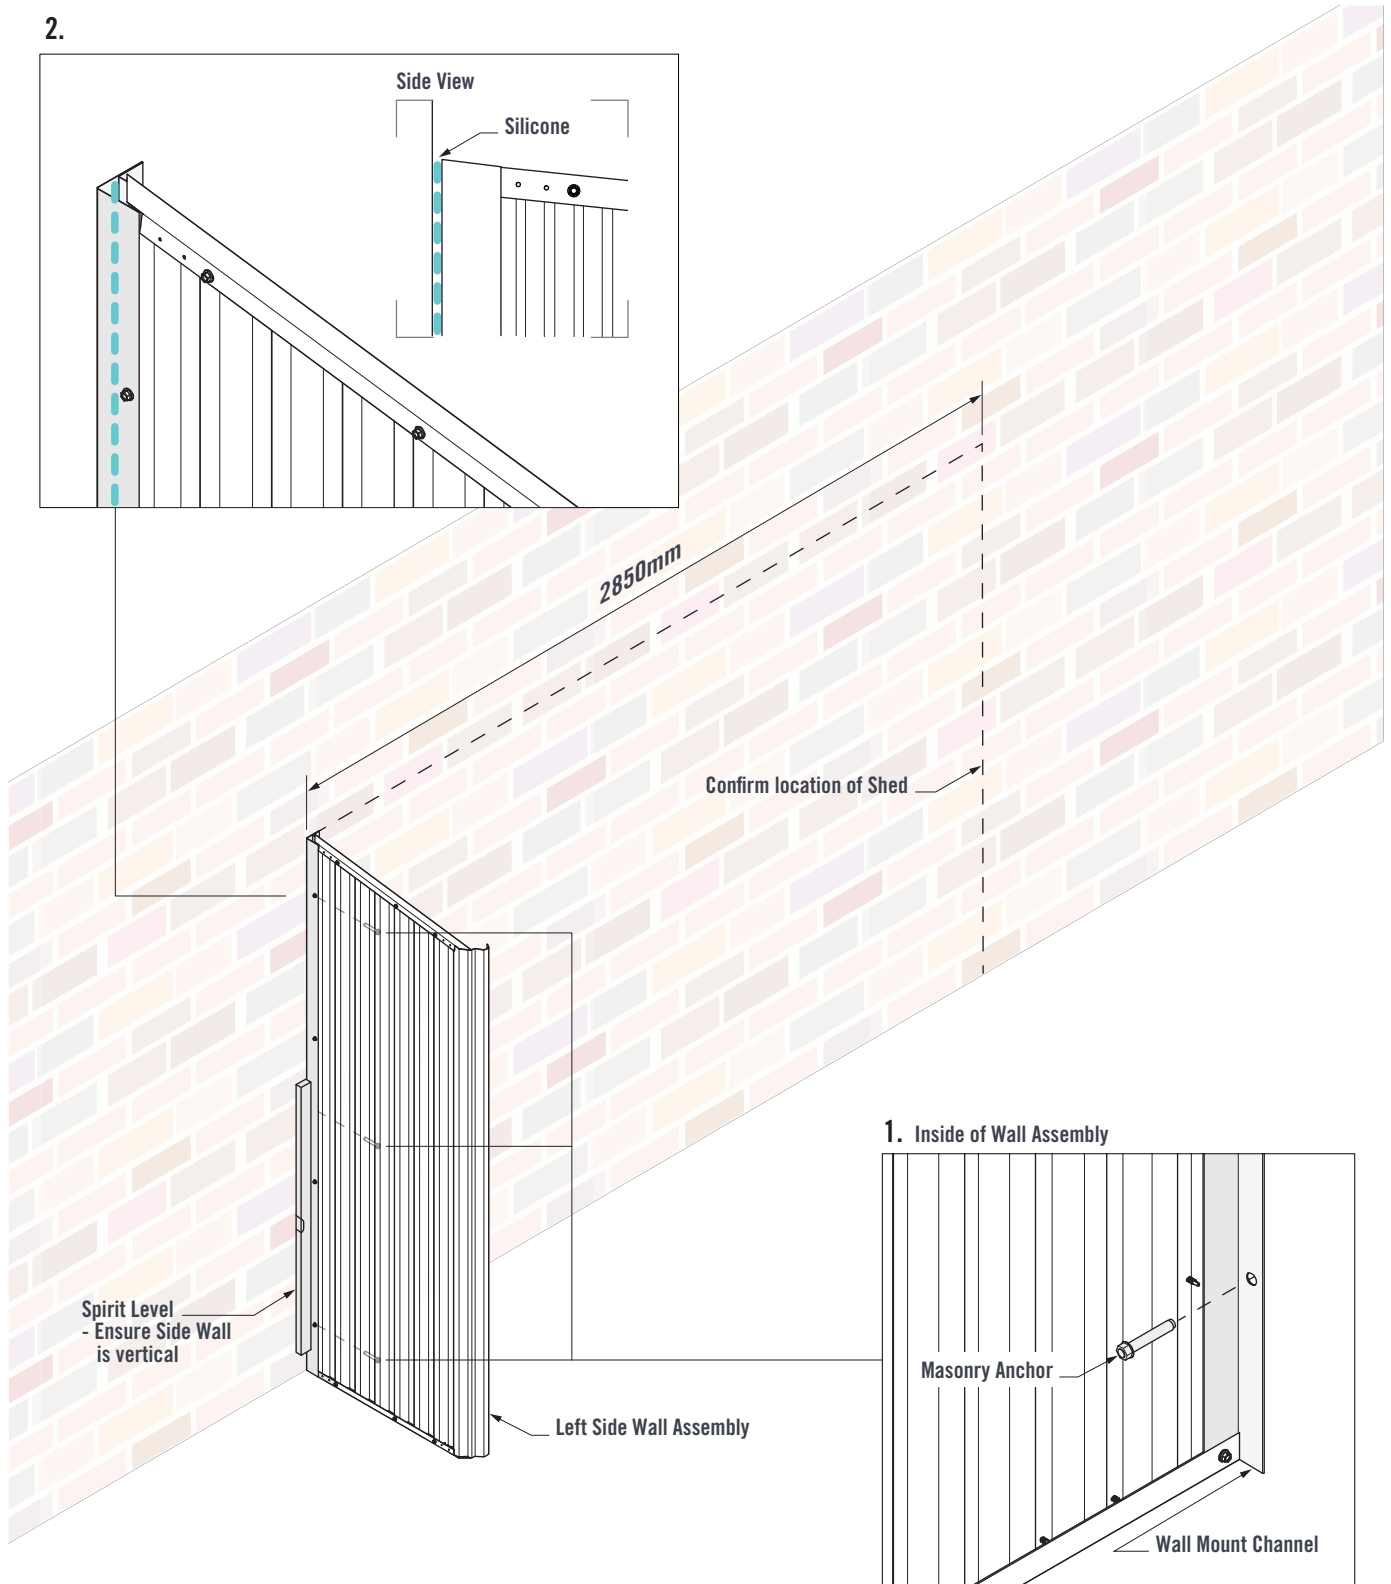 2.
Side View
Silicone
2850mm
Confirm location of Shed
1. Inside of Wall Assembly
Spirit Level
- Ensure Side Wall
is vertical
Masonry Anchor
Left Side Wall Assembly
Wall Mount Channel